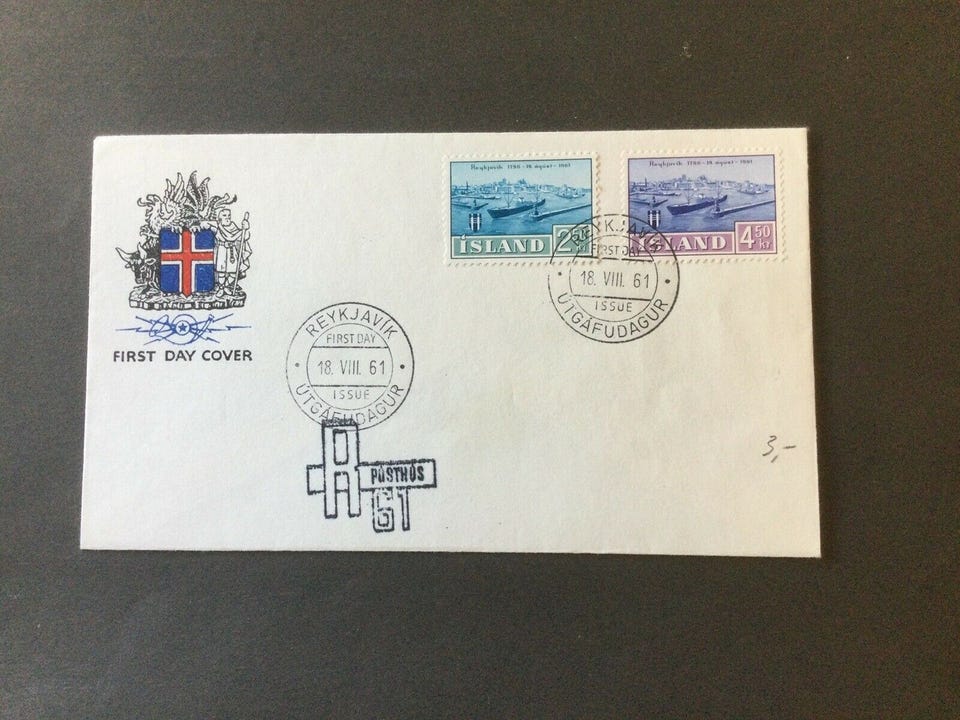 Reykjavík 1786 - 18. ágúst - 1961
ÍSLAND 2.50 kr
Reykjavík 1786 - 18. ágúst - 1961
ÍSLAND 4.50 kr
REYKJAVÍK
FIRST DAY
18. VIII. 61
ISSUE
ÚTGÁFUDAGUR
FIRST DAY COVER
REYKJAVÍK
FIRST DAY
18. VIII. 61
ISSUE
ÚTGÁFUDAGUR
PÓSTHÚS
61
3,-